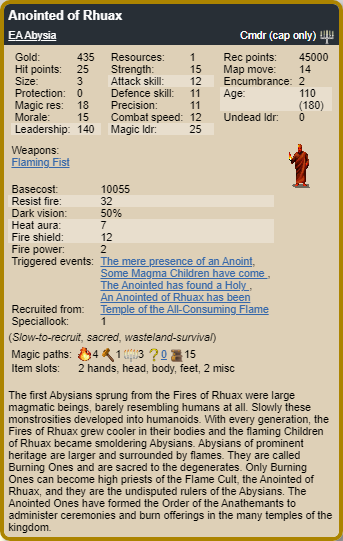 Anointed of Rhuax
EA Abysia Cmdr (cap only)
Gold: 435 Resources: 1 Rec points: 45000
Hit points: 25 Strength: 15 Map move: 14
Size: 3 Attack skill: 12 Encumbrance: 2
Protection: 0 Defence skill: 11 Age: 110
Magic res: 18 Precision: 11 (180)
Morale: 15 Combat speed: 12 Undead ldr: 0
Leadership: 140 Magic ldr: 25
Weapons:
Flaming Fist
Basecost: 10055
Resist fire: 32
Dark vision: 50%
Heat aura: 7
Fire shield: 12
Fire power: 2
Triggered events: The mere presence of an Anoint,
Some Magma Children have come ,
The Anointed has found a Holy ,
An Anointed of Rhuax has been
Recruited from: Temple of the All-Consuming Flame
Speciallook: 1
(Slow-to-recruit, sacred, wasteland-survival)
Magic paths: 4 1 3 ? 0 15
Item slots: 2 hands, head, body, feet, 2 misc
The first Abysians sprung from the Fires of Rhuax were large
magmatic beings, barely resembling humans at all. Slowly these
monstrosities developed into humanoids. With every generation, the
Fires of Rhuax grew cooler in their bodies and the flaming Children
of Rhuax became smoldering Abysians. Abysians of prominent
heritage are larger and surrounded by flames. They are called
Burning Ones and are sacred to the degenerates. Only Burning
Ones can become high priests of the Flame Cult, the Anointed of
Rhuax, and they are the undisputed rulers of the Abysians. The
Anointed Ones have formed the Order of the Anathemants to
administer ceremonies and burn offerings in the many temples of the
kingdom.